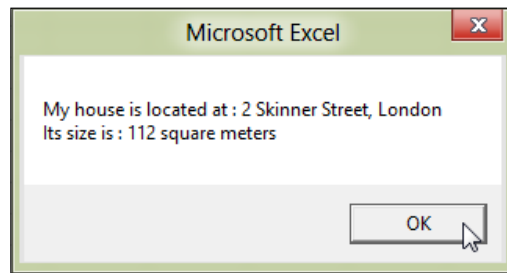 Microsoft Excel
x
My house is located at : 2 Skinner Street, London
Its size is : 112 square meters
OK